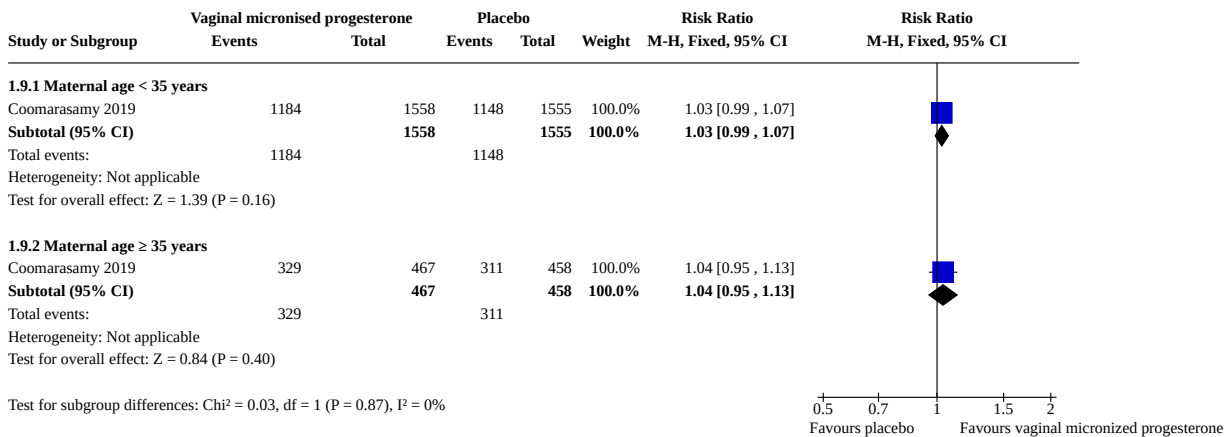 Vaginal micronised progesterone Placebo Risk Ratio Risk Ratio
Study or Subgroup Events Total Events Total Weight M-H, Fixed, 95% CI M-H, Fixed, 95% CI
1.9.1 Maternal age < 35 years
Coomarasamy 2019 1184 1558 1148 1555 100.0% 1.03 [0.99 , 1.07]
Subtotal (95% CI) 1558 1555 100.0% 1.03 [0.99 , 1.07]
Total events: 1184 1148
Heterogeneity: Not applicable
Test for overall effect: Z = 1.39 (P = 0.16)
1.9.2 Maternal age ≥ 35 years
Coomarasamy 2019 329 467 311 458 100.0% 1.04 [0.95 , 1.13]
Subtotal (95% CI) 467 458 100.0% 1.04 [0.95 , 1.13]
Total events: 329 311
Heterogeneity: Not applicable
Test for overall effect: Z = 0.84 (P = 0.40)
Test for subgroup differences: Chi² = 0.03, df = 1 (P = 0.87), I² = 0%
0.5 0.7 1 1.5 2
Favours placebo Favours vaginal micronized progesterone